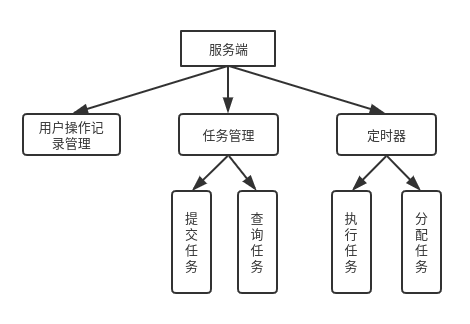 服务端
用户操作记
录管理
任务管理
定时器
提交任务
查询任务
执行任务
分配任务